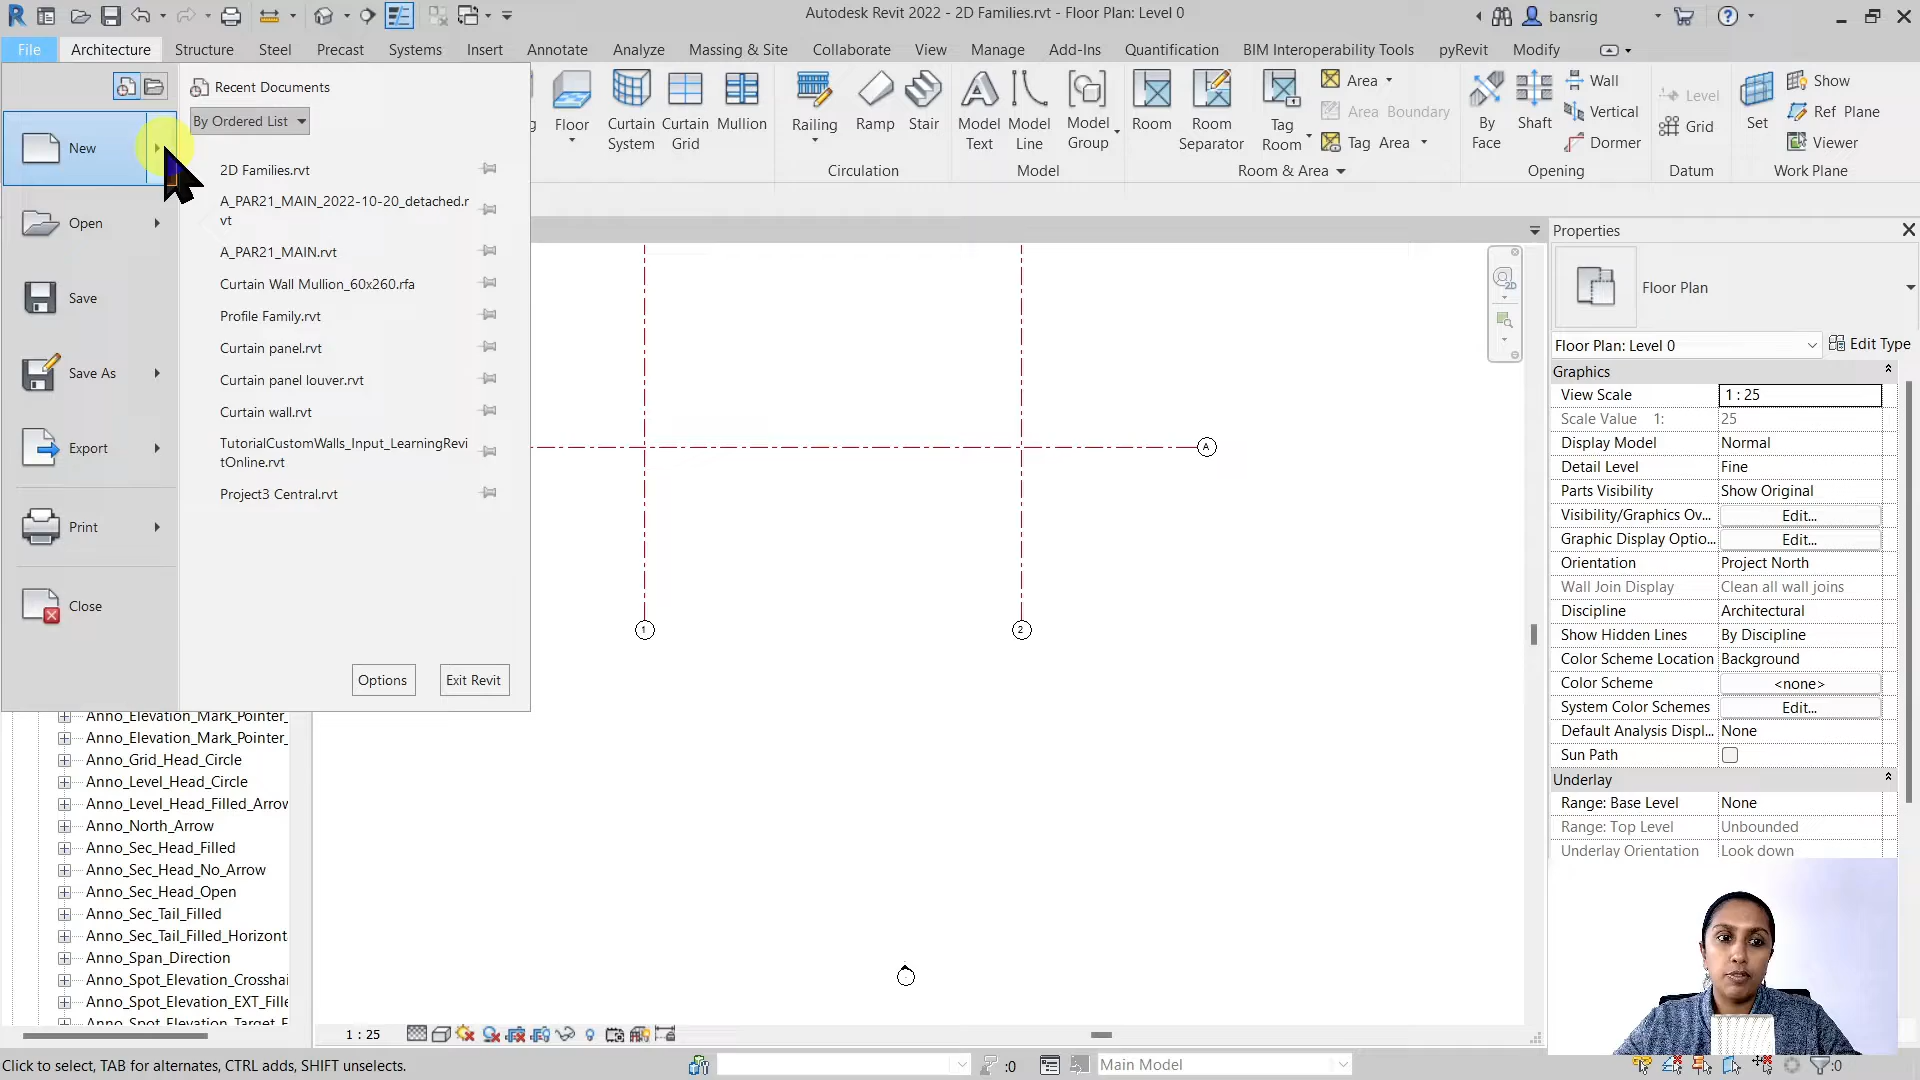 Autodesk Revit 2022 - 2D Families.rvt - Floor Plan: Level 0
bansrig
File
Architecture
Structure
Steel
Precast
Systems
Insert
Annotate
Analyze
Massing & Site
Collaborate
View
Manage
Add-Ins
Quantification
BIM Interoperability Tools
pyRevit
Modify
Recent Documents
By Ordered List
New
Open
Save
Save As
Export
Print
Close
2D Families.rvt
A_PAR21_MAIN_2022-10-20_detached.r
vt
A_PAR21_MAIN.rvt
Curtain Wall Mullion_60x260.rfa
Profile Family.rvt
Curtain panel.rvt
Curtain panel louver.rvt
Curtain wall.rvt
TutorialCustomWalls_Input_LearningRevi
tOnline.rvt
Project3 Central.rvt
Options
Exit Revit
g
Floor
Curtain
System
Curtain
Grid
Mullion
Railing
Ramp
Stair
Circulation
Model
Text
Model
Line
Model
Group
Model
Room
Room
Separator
Tag
Room
Area
Area Boundary
Tag Area
Room & Area
By
Face
Shaft
Wall
Vertical
Dormer
Opening
Level
Grid
Datum
Set
Show
Ref Plane
Viewer
Work Plane
A
1
2
2D
Properties
Floor Plan
Floor Plan: Level 0
Edit Type
Graphics
View Scale
1 : 25
Scale Value 1:
25
Display Model
Normal
Detail Level
Fine
Parts Visibility
Show Original
Visibility/Graphics Ov...
Edit...
Graphic Display Optio...
Edit...
Orientation
Project North
Wall Join Display
Clean all wall joins
Discipline
Architectural
Show Hidden Lines
By Discipline
Color Scheme Location
Background
Color Scheme
<none>
System Color Schemes
Edit...
Default Analysis Displ...
None
Sun Path
Underlay
Range: Base Level
None
Range: Top Level
Unbounded
Underlay Orientation
Look down
Anno_Elevation_Mark_Pointer_
Anno_Elevation_Mark_Pointer_
Anno_Grid_Head_Circle
Anno_Level_Head_Circle
Anno_Level_Head_Filled_Arrow
Anno_North_Arrow
Anno_Sec_Head_Filled
Anno_Sec_Head_No_Arrow
Anno_Sec_Head_Open
Anno_Sec_Tail_Filled
Anno_Sec_Tail_Filled_Horizont
Anno_Span_Direction
Anno_Spot_Elevation_Crosshai
Anno_Spot_Elevation_EXT_Fille
Anno_Spot_Elevation_Target_F
1 : 25
Click to select, TAB for alternates, CTRL adds, SHIFT unselects.
:0
Main Model
:0